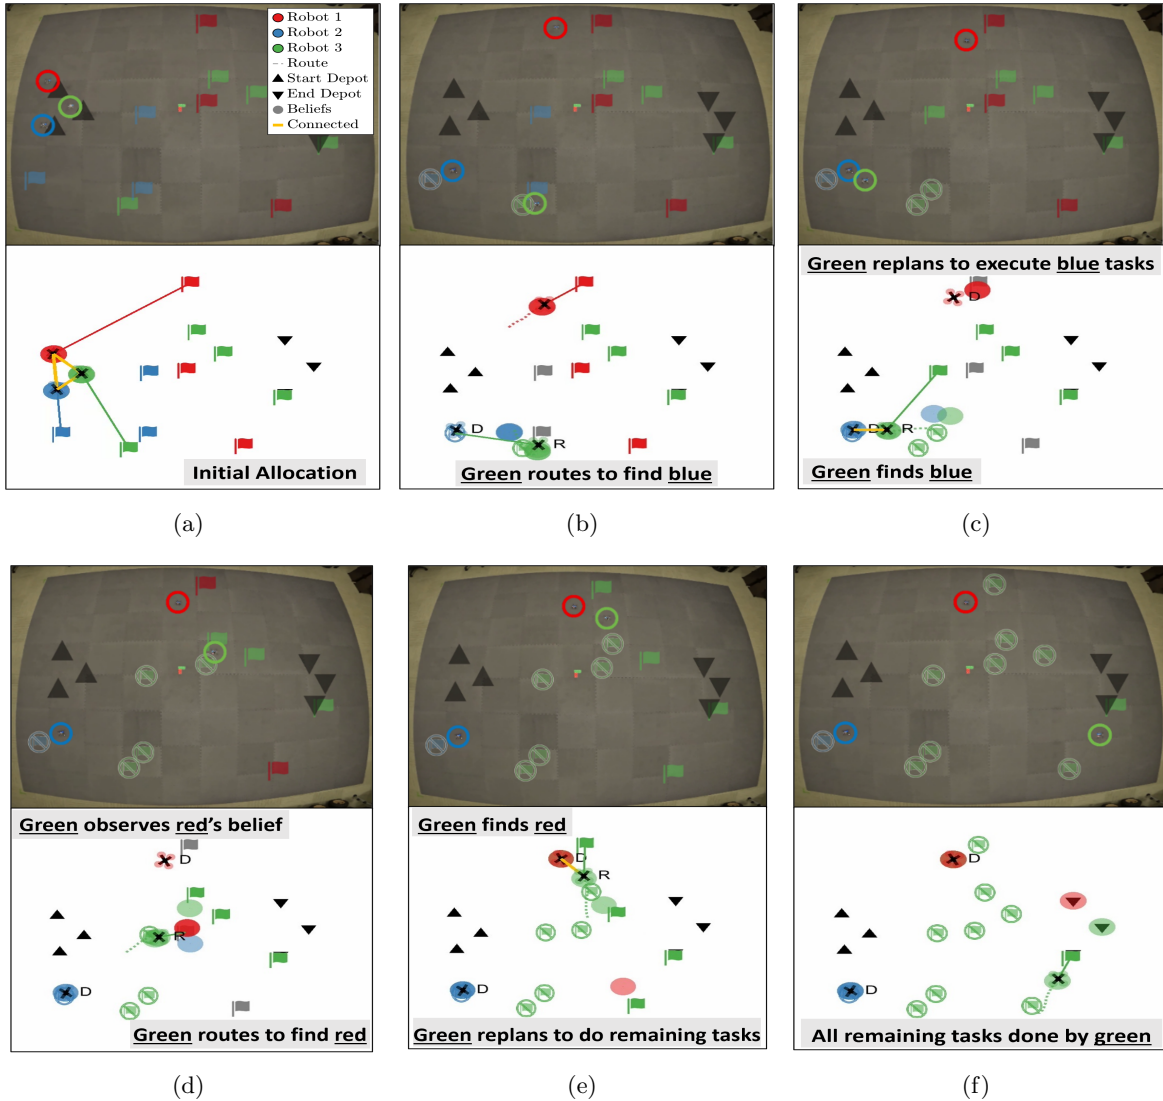 Robot 1
Robot 2
Robot 3
Route
Start Depot
End Depot
Beliefs
Connected
Initial Allocation
(a)
D
R
Green routes to find blue
(b)
Green replans to execute blue tasks
D
D
R
Green finds blue
(c)
Green observes red's belief
D
R
D
Green routes to find red
(d)
Green finds red
D
R
D
Green replans to do remaining tasks
(e)
D
D
All remaining tasks done by green
(f)